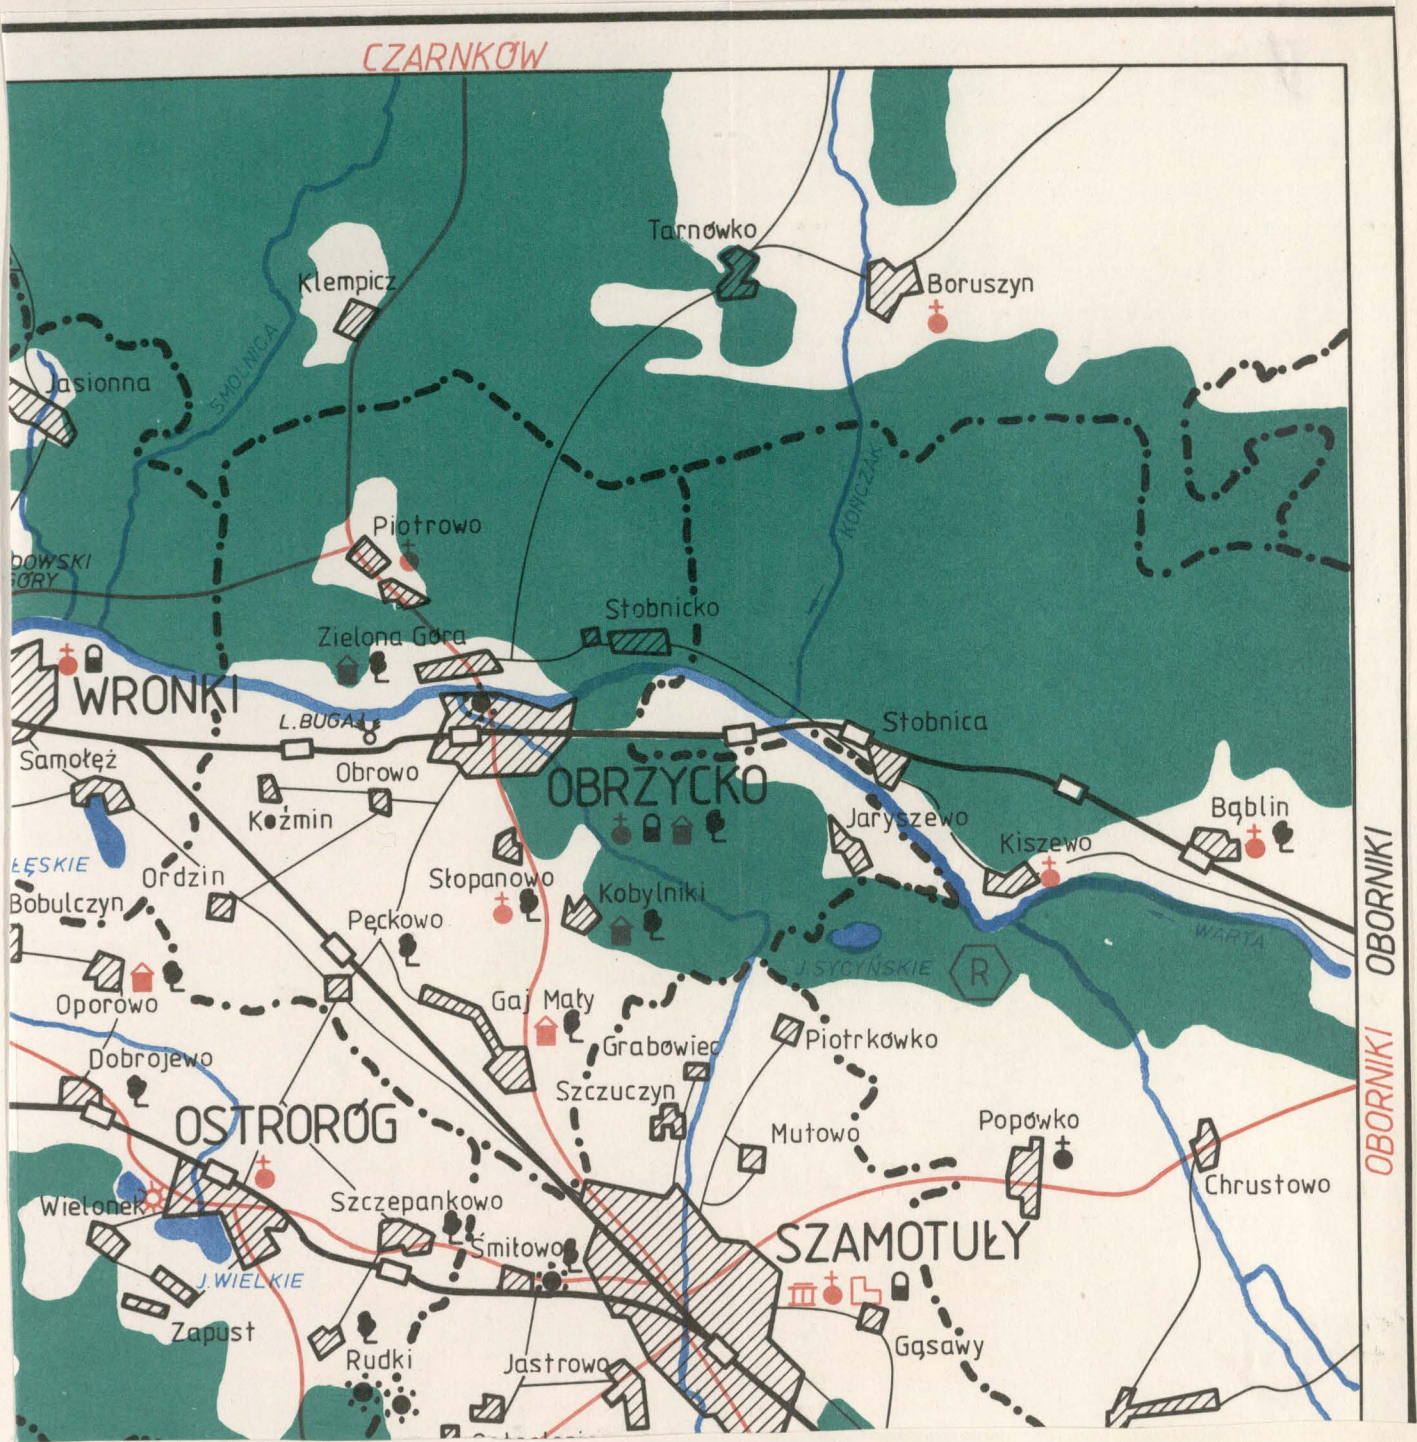 CZARNKÓW
Tarnówko
Klempicz
Boruszyn
SMOLNICA
Jasionna
KOŃCZAK
Piotrowo
Stobnicko
Zielona Góra
WRONKI
L.BUGAJ
Stobnica
Samołęż
Obrowo
OBRZYCKO
Koźmin
Jaryszewo
Bąblin
Kiszewo
OBORNIKI
Ordzin
Słopanowo
Kobylniki
Bobulczyn
Pęckowo
WARTA
J.SYCYŃSKIE
R
Oporowo
Gaj Mały
Piotrkówko
Grabowiec
Dobrojewo
Szczuczyn
OBORNIKI
OSTRORÓG
Mutowo
Popówko
Wielonek
Szczepankowo
Chrustowo
SZAMOTUŁY
Śmiłowo
J.WIELKIE
Zapust
Gąsawy
Rudki
Jastrowo